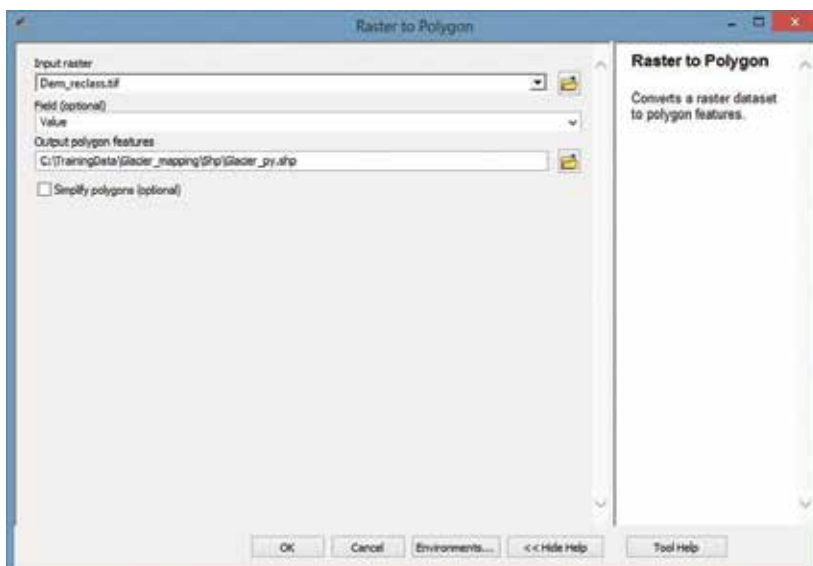 Raster to Polygon
Input raster
Dem_reclass.tif
Field (optional)
Value
Output polygon features
C:\TrainingData\Glacier_mapping\Shp\Glacier_py.shp
Simplify polygons (optional)
Raster to Polygon
Converts a raster dataset
to polygon features.
OK
Cancel
Environments...
<< Hide Help
Tool Help